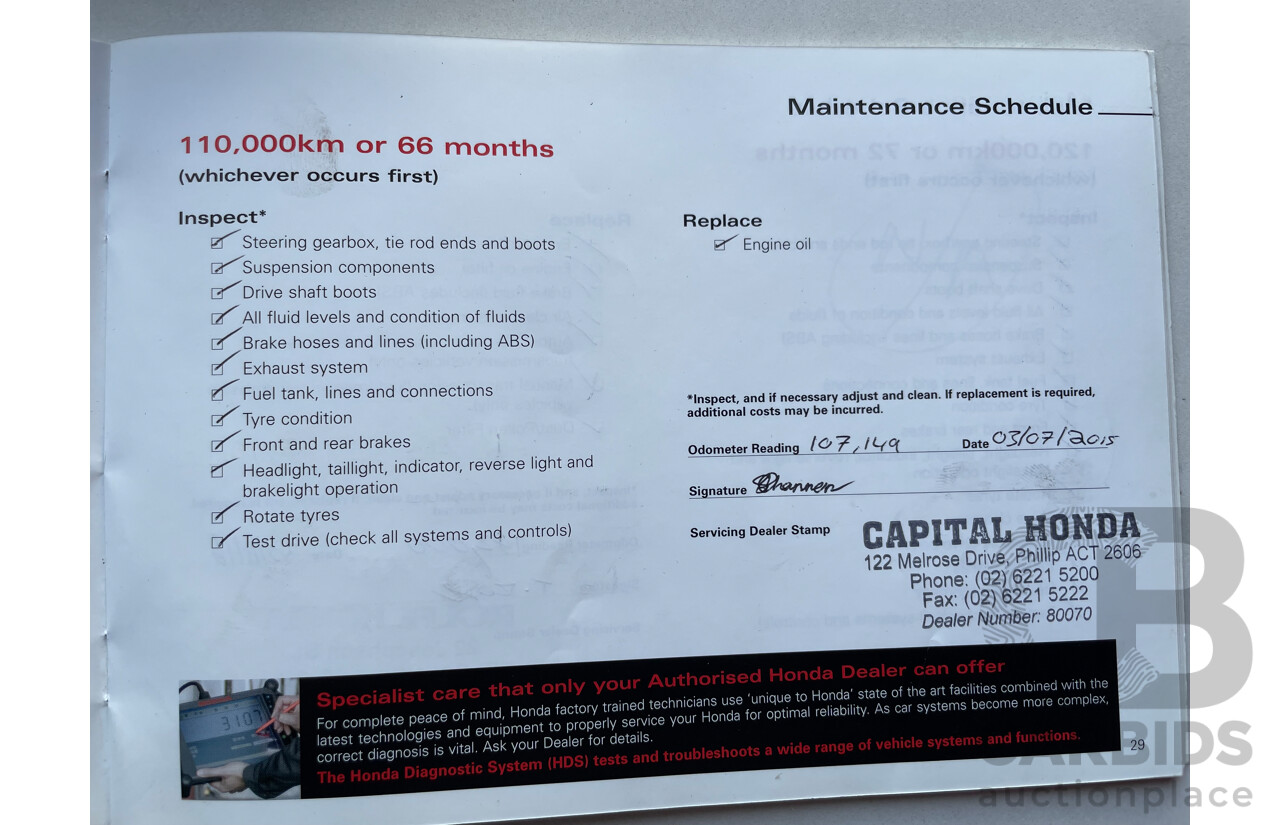 Maintenance Schedule
110,000km or 66 months
(whichever occurs first)
Inspect*
Steering gearbox, tie rod ends and boots
Suspension components
Drive shaft boots
All fluid levels and condition of fluids
Brake hoses and lines (including ABS)
Exhaust system
Fuel tank, lines and connections
Tyre condition
Front and rear brakes
Headlight, taillight, indicator, reverse light and
brakelight operation
Rotate tyres
Test drive (check all systems and controls)
Replace
Engine oil
*Inspect, and if necessary adjust and clean. If replacement is required,
additional costs may be incurred.
Odometer Reading 107,149 Date 03/07/2015
Signature Shannen
Servicing Dealer Stamp
CAPITAL HONDA
122 Melrose Drive, Phillip ACT 2606
Phone: (02) 6221 5200
Fax: (02) 6221 5222
Dealer Number: 80070
3.107
Specialist care that only your Authorised Honda Dealer can offer
For complete peace of mind, Honda factory trained technicians use 'unique to Honda' state of the art facilities combined with the
latest technologies and equipment to properly service your Honda for optimal reliability. As car systems become more complex,
correct diagnosis is vital. Ask your Dealer for details.
The Honda Diagnostic System (HDS) tests and troubleshoots a wide range of vehicle systems and functions.
29
B
CARBIDS
auctionplace